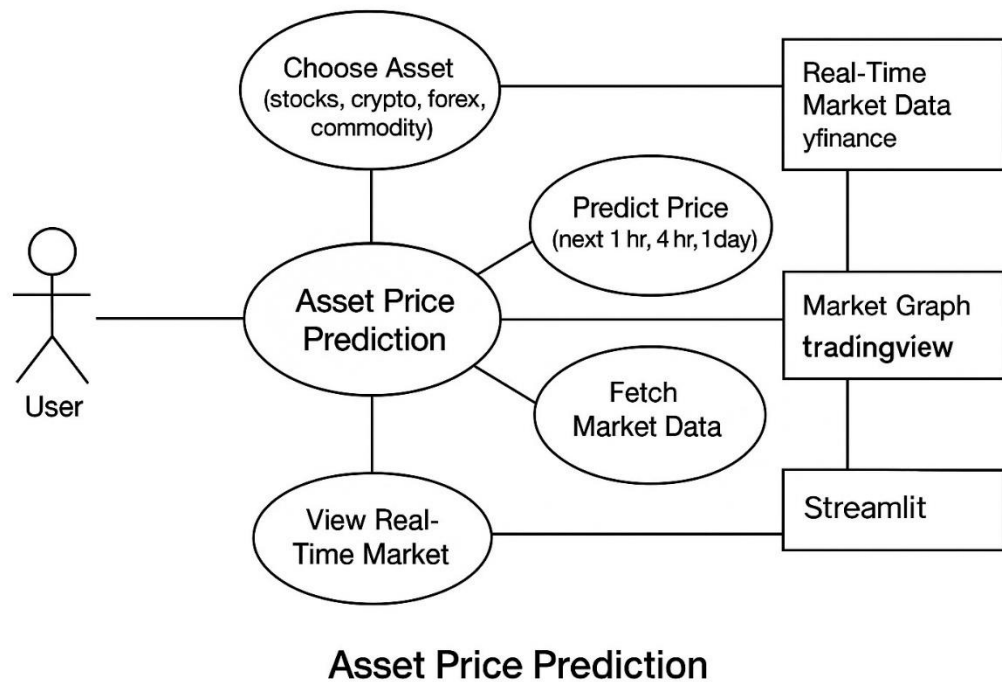 Choose Asset
(stocks, crypto, forex,
commodity)
Real-Time
Market Data
yfinance
Predict Price
(next 1 hr, 4 hr, 1day)
Asset Price
Prediction
Market Graph
tradingview
User
Fetch
Market Data
View Real-
Time Market
Streamlit
Asset Price Prediction